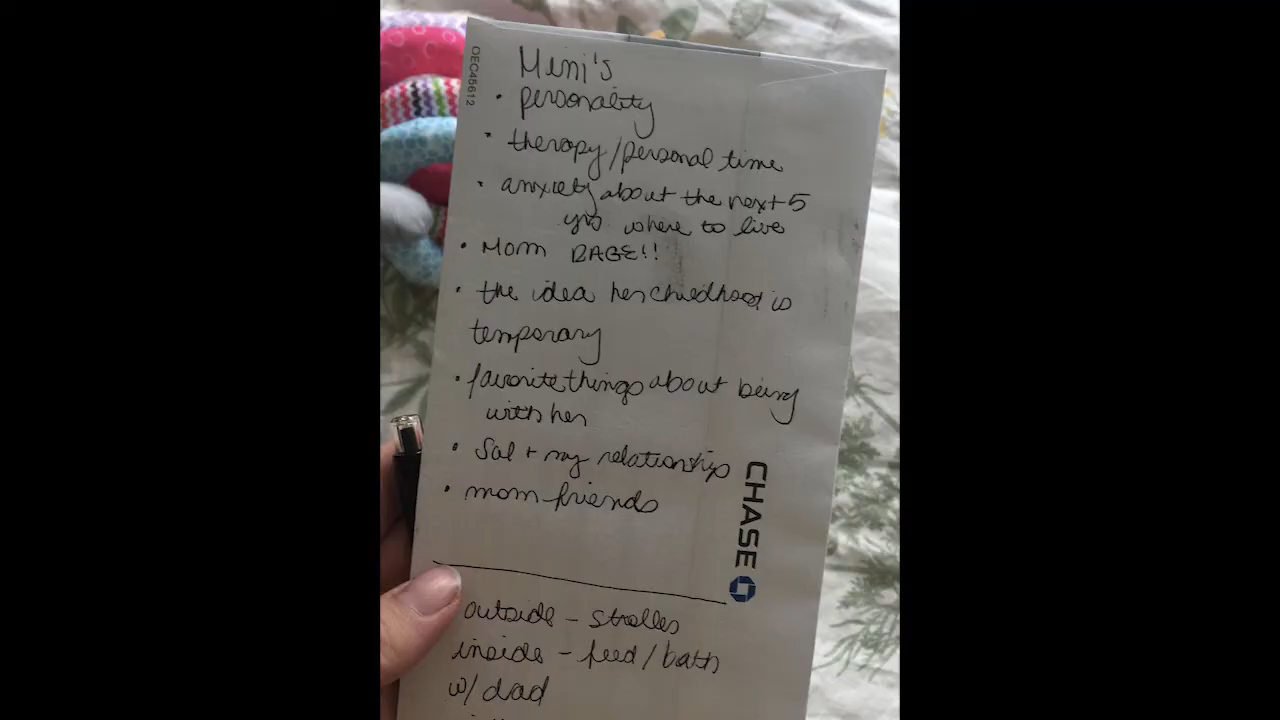 Meni's
• personality
• therapy/personal time
• anxiety about the next 5
yrs where to live
• Mom RAGE!!
• the idea her childhood is
temporary
• favorite things about being
with her
• Sal + my relationship
• mom friends
outside - stroller
inside - feed/bath
w/ dad
OEC45612
CHASE